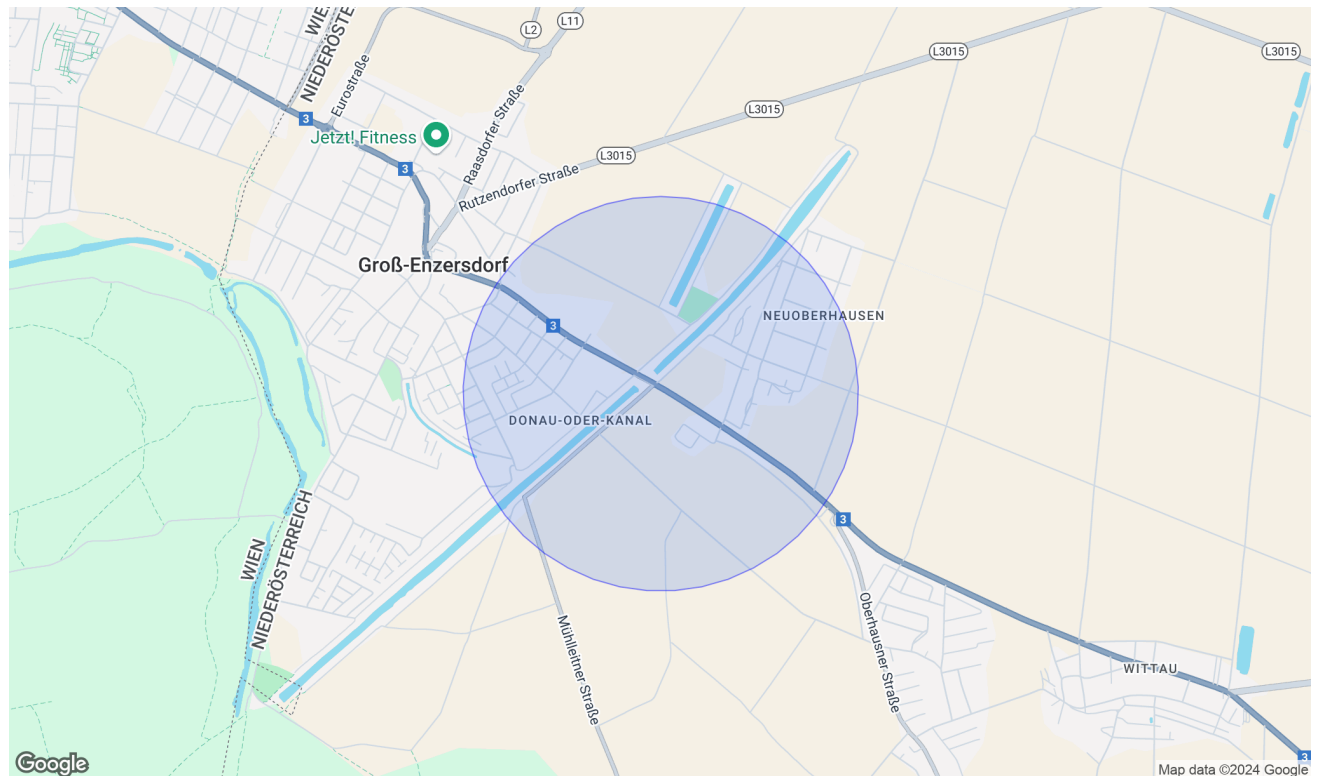 L2
L11
WIEN
NIEDERÖSTE
Eurostraße
L3015
L3015
3
Jetzt! Fitness
Raasdorfer Straße
L3015
3
L3015
Rutzendorfer Straße
Groß-Enzersdorf
3
NEUOBERHAUSEN
DONAU-ODER-KANAL
3
WIEN
NIEDERÖSTERREICH
Mühlleitner Straße
Oberhausner Straße
WITTAU
3
Google
Map data ©2024 Google